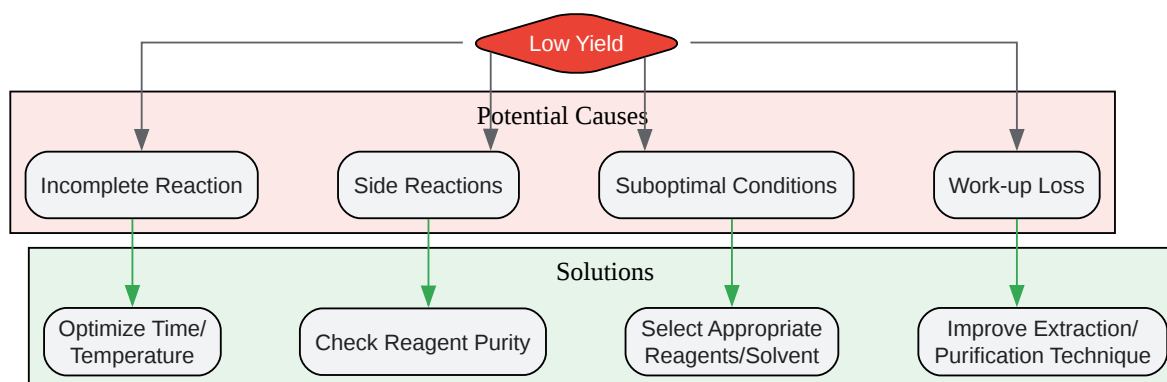 Low Yield
Potential Causes
Incomplete Reaction
Side Reactions
Suboptimal Conditions
Work-up Loss
Solutions
Optimize Time/
Temperature
Check Reagent Purity
Select Appropriate
Reagents/Solvent
Improve Extraction/
Purification Technique